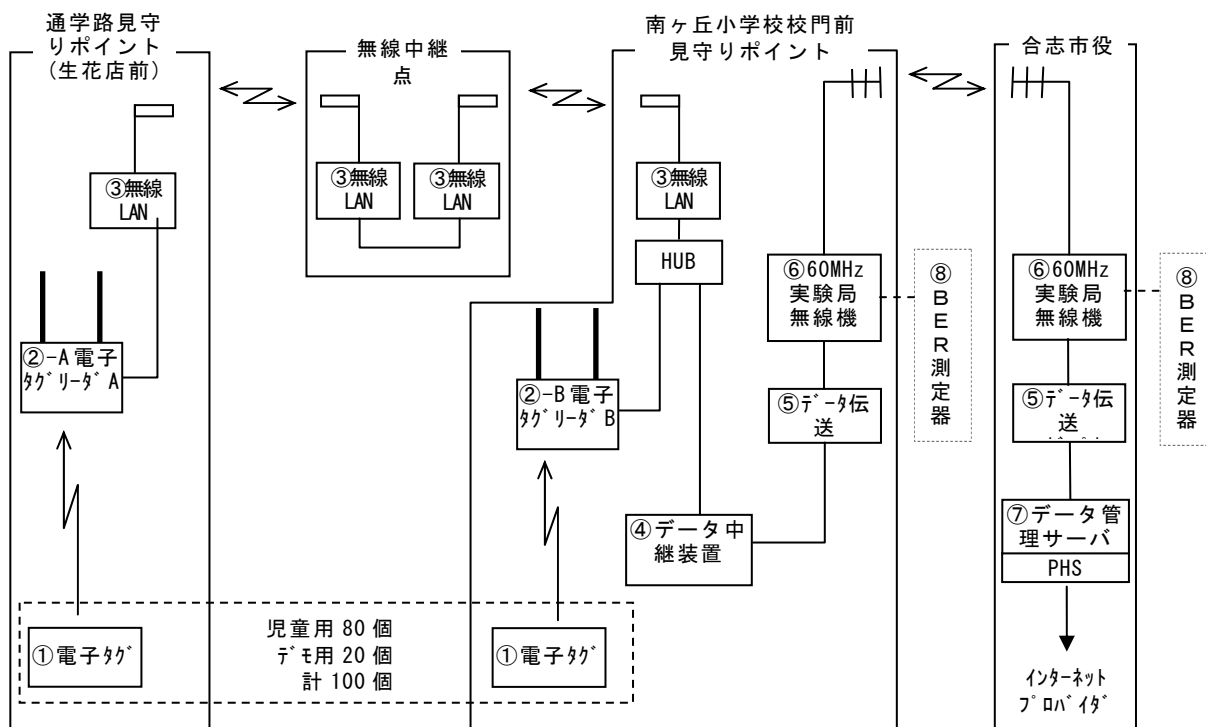 通学路見守
りポイント
(生花店前)
③無線
LAN
②-A電子
ﾀｸﾞﾘｰﾀﾞA
①電子ﾀｸﾞ
無線中継
点
③無線
LAN
③無線
LAN
南ヶ丘小学校校門前
見守りポイント
③無線
LAN
HUB
②-B電子
ﾀｸﾞﾘｰﾀﾞB
①電子ﾀｸﾞ
児童用 80 個
ﾃﾞﾓ用 20 個
計 100 個
④データ中
継装置
⑥60MHz
実験局
無線機
⑤ﾃﾞｰﾀ伝
送
⑧
B
E
R
測
定
器
合志市役
⑥60MHz
実験局
無線機
⑤ﾃﾞｰﾀ伝
送
⑦データ管
理サーバ
PHS
ｲﾝﾀｰﾈｯﾄ
ﾌﾟﾛﾊﾞｲﾀﾞ
⑧
B
E
R
測
定
器